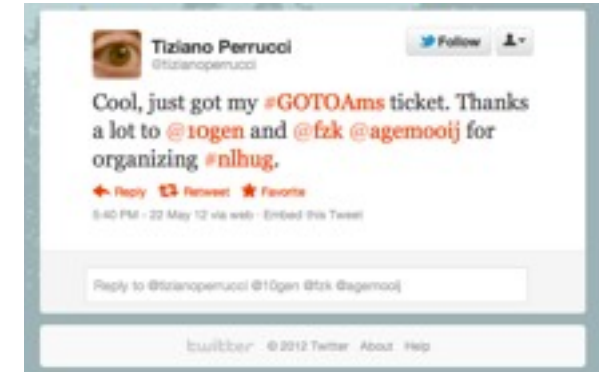 Tiziano Perrucci
@tizianoperrucci
Follow
Cool, just got my #GOTOAms ticket. Thanks
a lot to @10gen and @fzk @agemooij for
organizing #nlhug.
Reply Retweet Favorite
5:40 PM - 22 May 12 via web · Embed this Tweet
Reply to @tizianoperrucci @10gen @fzk @agemooij
twitter © 2012 Twitter About Help